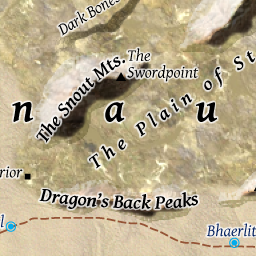 Dark Bones
The Snout Mts.
The
Swordpoint
The Plain of St
n a u
rior
Dragon's Back Peaks
l
Bhaerlit